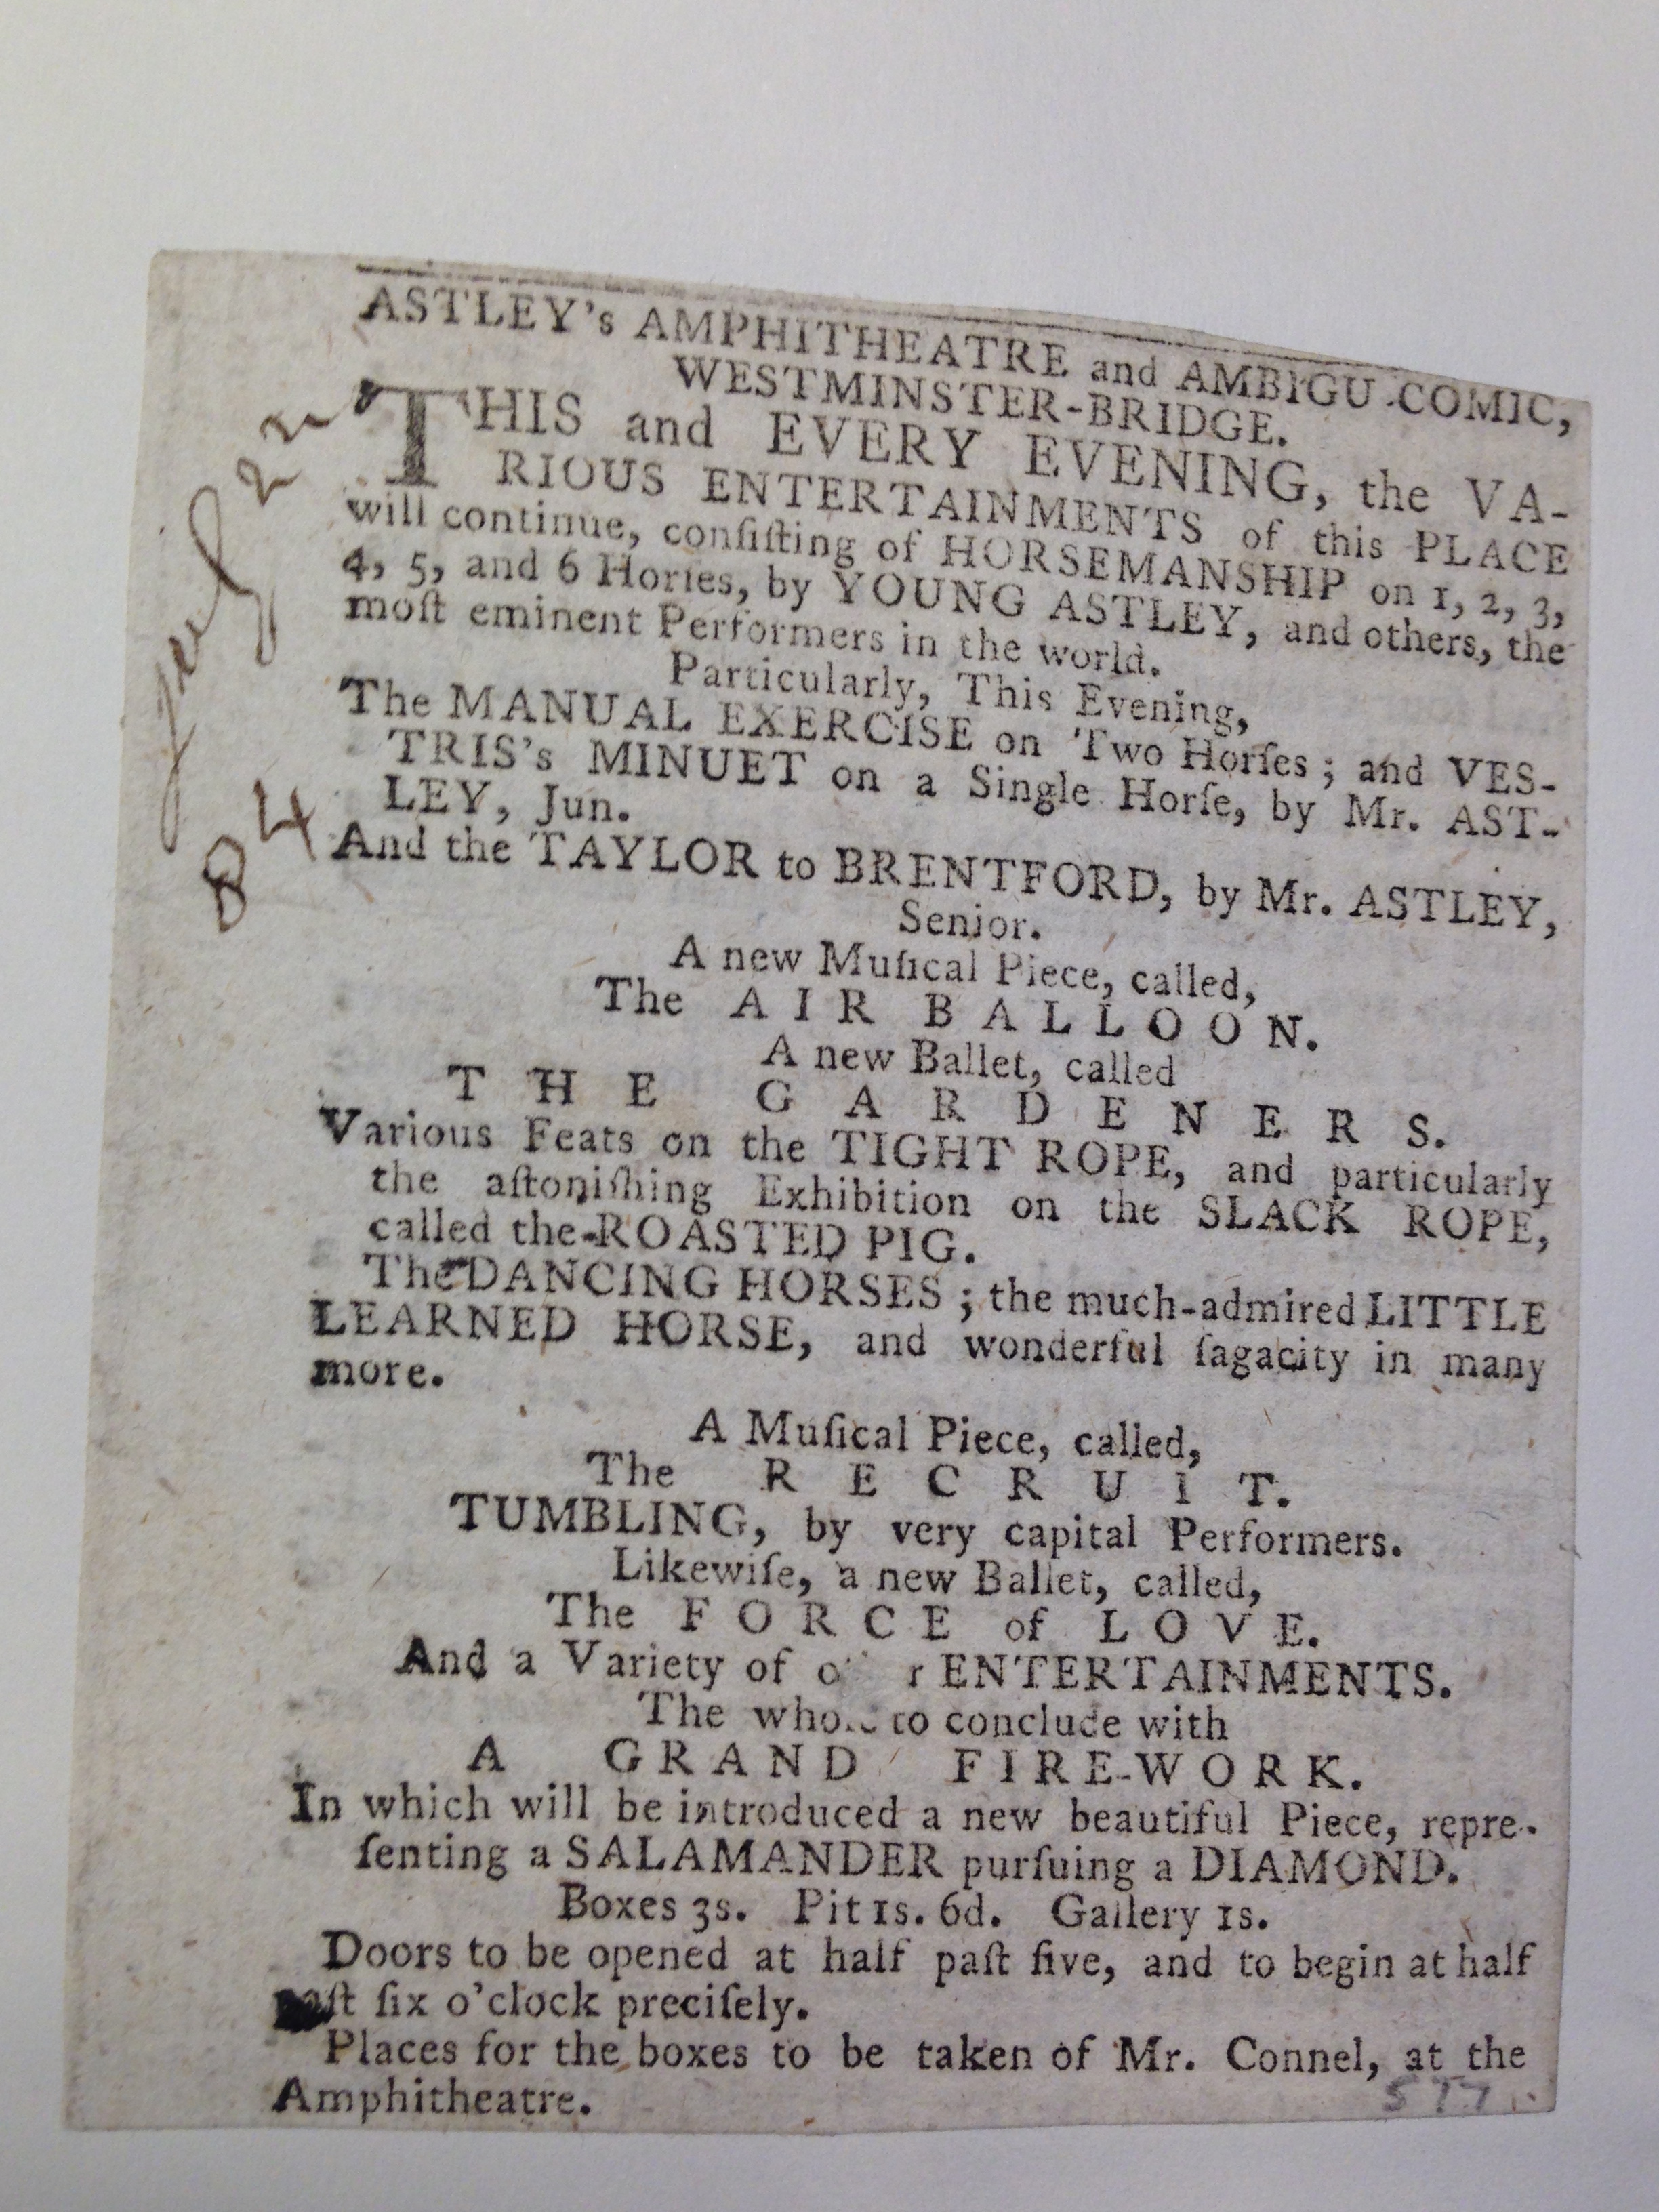 ASTLEY's AMPHITHEATRE and AMBIGU COMIC,
WESTMINSTER-BRIDGE.
THIS and EVERY EVENING, the VA-
RIOUS ENTERTAINMENTS of this PLACE
will continue, conſiſting of HORSEMANSHIP on 1, 2, 3,
4, 5, and 6 Horſes, by YOUNG ASTLEY, and others, the
moſt eminent Performers in the world.
Particularly, This Evening,
The MANUAL EXERCISE on Two Horſes; and VES-
TRIS's MINUET on a Single Horſe, by Mr. AST-
LEY, Jun.
And the TAYLOR to BRENTFORD, by Mr. ASTLEY,
Senior.
A new Muſical Piece, called,
The AIR BALLOON.
A new Ballet, called
THE GARDENERS.
Various Feats on the TIGHT ROPE, and particularly
the aſtoniſhing Exhibition on the SLACK ROPE,
called the ROASTED PIG.
The DANCING HORSES; the much-admired LITTLE
LEARNED HORSE, and wonderful ſagacity in many
more.
A Muſical Piece, called,
The RECRUIT.
TUMBLING, by very capital Performers.
Likewiſe, a new Ballet, called,
The FORCE of LOVE.
And a Variety of o r ENTERTAINMENTS.
The whole to conclude with
A GRAND FIRE-WORK.
In which will be introduced a new beautiful Piece, repre-
ſenting a SALAMANDER purſuing a DIAMOND.
Boxes 3s. Pit 1s. 6d. Gallery 1s.
Doors to be opened at half paſt five, and to begin at half
paſt ſix o'clock preciſely.
Places for the boxes to be taken of Mr. Connel, at the
Amphitheatre.
577
84